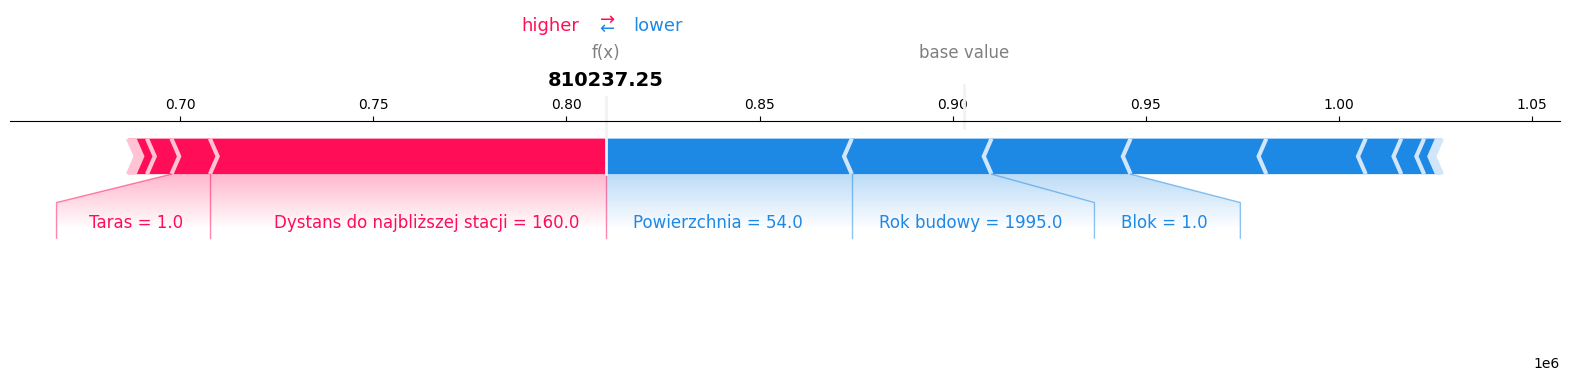 higher ⇄ lower
f(x) base value
810237.25
0.70 0.75 0.80 0.85 0.90 0.95 1.00 1.05
Taras = 1.0 Dystans do najbliższej stacji = 160.0 Powierzchnia = 54.0 Rok budowy = 1995.0 Blok = 1.0
1e6